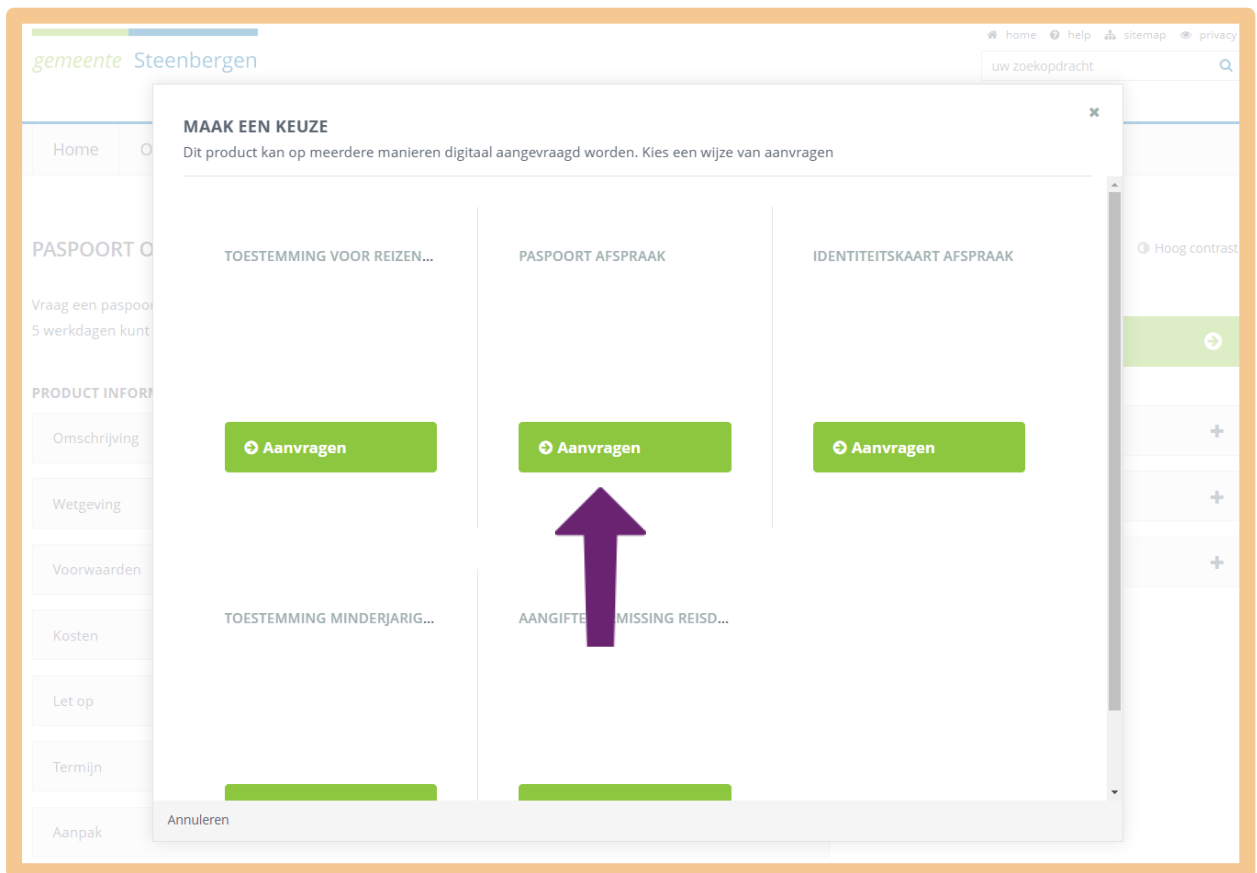 home help sitemap privacy
gemeente Steenbergen
uw zoekopdracht
MAAK EEN KEUZE
Dit product kan op meerdere manieren digitaal aangevraagd worden. Kies een wijze van aanvragen
Home O
PASPOORT O
Hoog contrast
Vraag een paspoor
5 werkdagen kunt
PRODUCT INFORM
Omschrijving
Wetgeving
Voorwaarden
Kosten
Let op
Termijn
Aanpak
TOESTEMMING VOOR REIZEN...
PASPOORT AFSPRAAK
IDENTITEITSKAART AFSPRAAK
Aanvragen
Aanvragen
Aanvragen
TOESTEMMING MINDERJARIG...
AANGIFTE MISSING REISD...
Annuleren